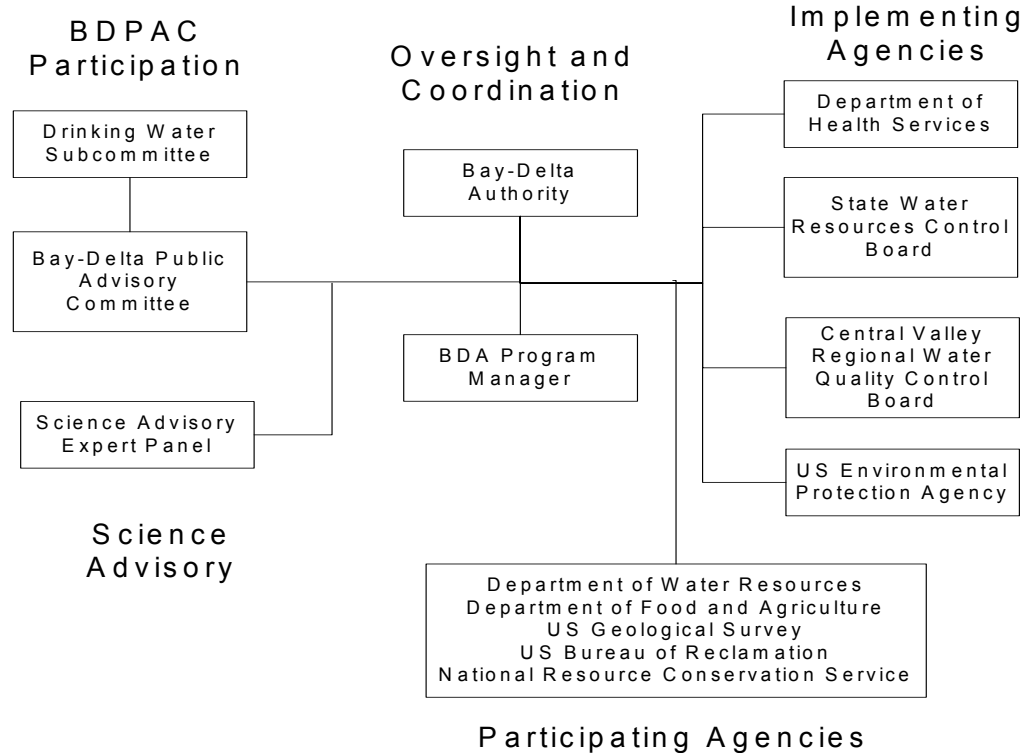 BDPAC
Participation
Drinking Water
Subcommittee
Bay-Delta Public
Advisory
Committee
Science Advisory
Expert Panel
Science
Advisory
Oversight and
Coordination
Bay-Delta
Authority
BDA Program
Manager
Implementing
Agencies
Department of
Health Services
State Water
Resources Control
Board
Central Valley
Regional Water
Quality Control
Board
US Environmental
Protection Agency
Department of Water Resources
Department of Food and Agriculture
US Geological Survey
US Bureau of Reclamation
National Resource Conservation Service
Participating Agencies